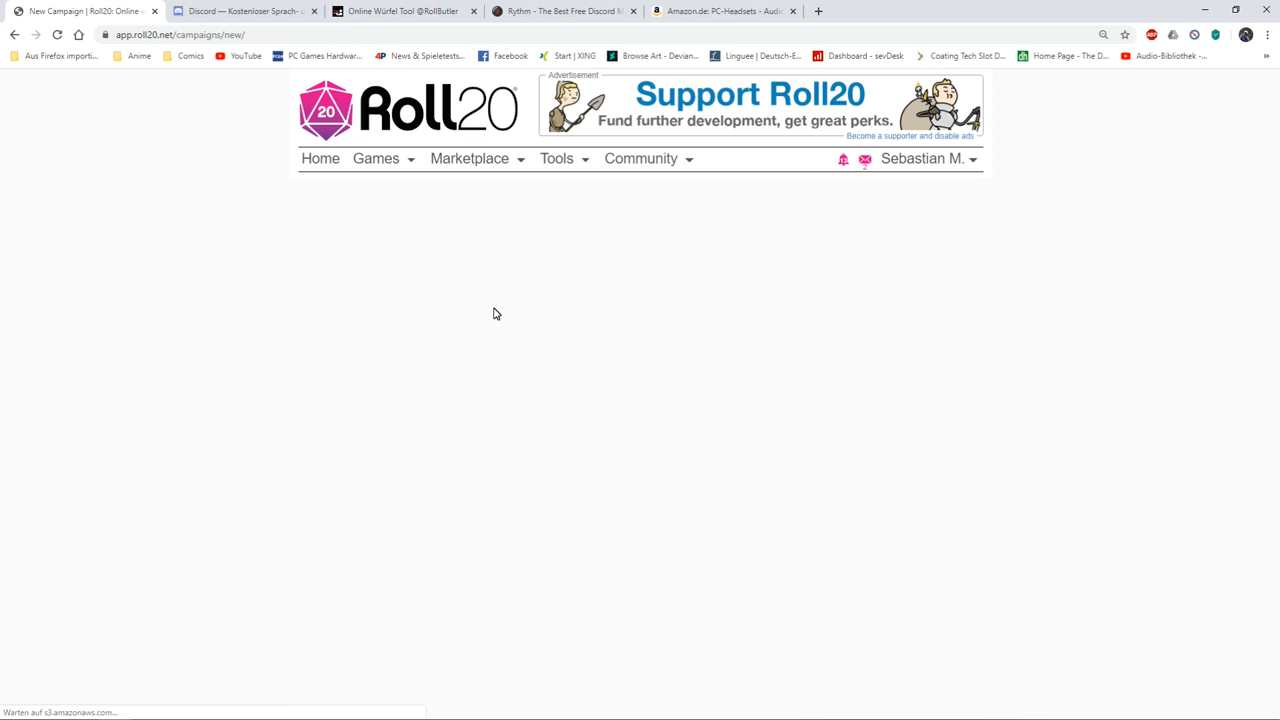 New Campaign | Roll20: Online v
Discord — Kostenloser Sprach- u
Online Würfel Tool @RollButler
Rythm - The Best Free Discord M
Amazon.de: PC-Headsets - Audio
app.roll20.net/campaigns/new/
Aus Firefox importi...
Anime
Comics
YouTube
PC Games Hardwar...
4P News & Spieletests...
Facebook
Start | XING
Browse Art - Devian...
Linguee | Deutsch-E...
Dashboard - sevDesk
Coating Tech Slot D...
Home Page - The D...
Audio-Bibliothek -...
20 Roll20
Advertisement
Support Roll20
Fund further development, get great perks.
Become a supporter and disable ads
Home Games Marketplace Tools Community Sebastian M.
2
Warten auf s3.amazonaws.com...